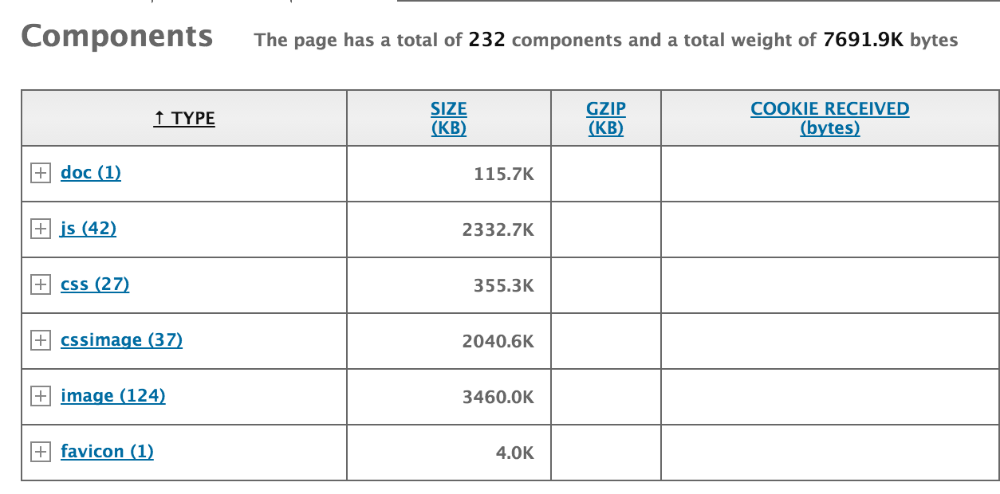 Components The page has a total of 232 components and a total weight of 7691.9K bytes
↑ TYPE SIZE (KB) GZIP (KB) COOKIE RECEIVED (bytes)
doc (1) 115.7K
js (42) 2332.7K
css (27) 355.3K
cssimage (37) 2040.6K
image (124) 3460.0K
favicon (1) 4.0K